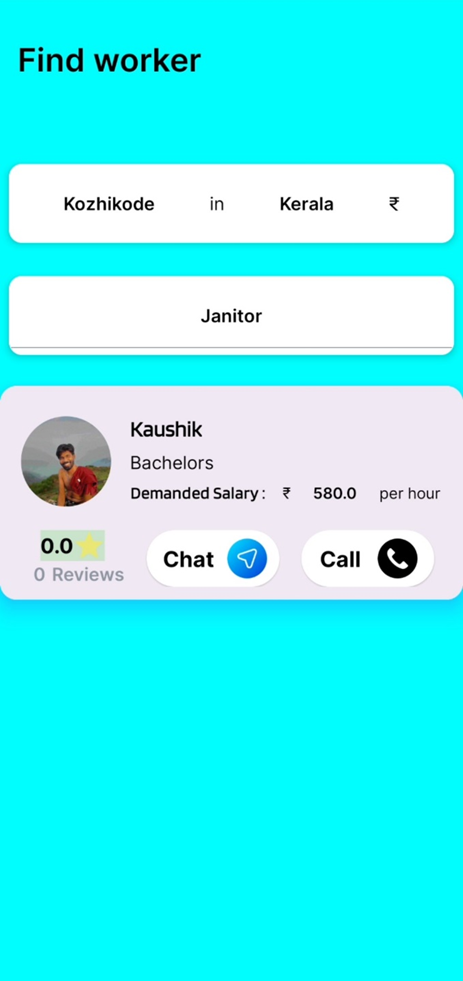 Find worker
Kozhikode in Kerala ₹
Janitor
Kaushik
Bachelors
Demanded Salary : ₹ 580.0 per hour
0.0
0 Reviews
Chat
Call